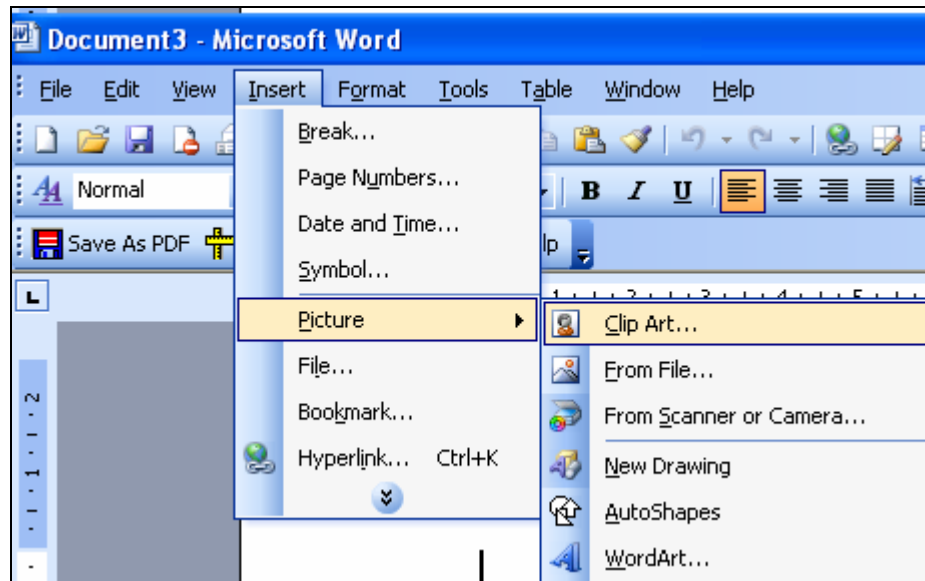 Document3 - Microsoft Word
File Edit View Insert Format Tools Table Window Help
Normal B I U
Save As PDF lp
Break...
Page Numbers...
Date and Time...
Symbol...
Picture
File...
Bookmark...
Hyperlink... Ctrl+K
Clip Art...
From File...
From Scanner or Camera...
New Drawing
AutoShapes
WordArt...
2
1